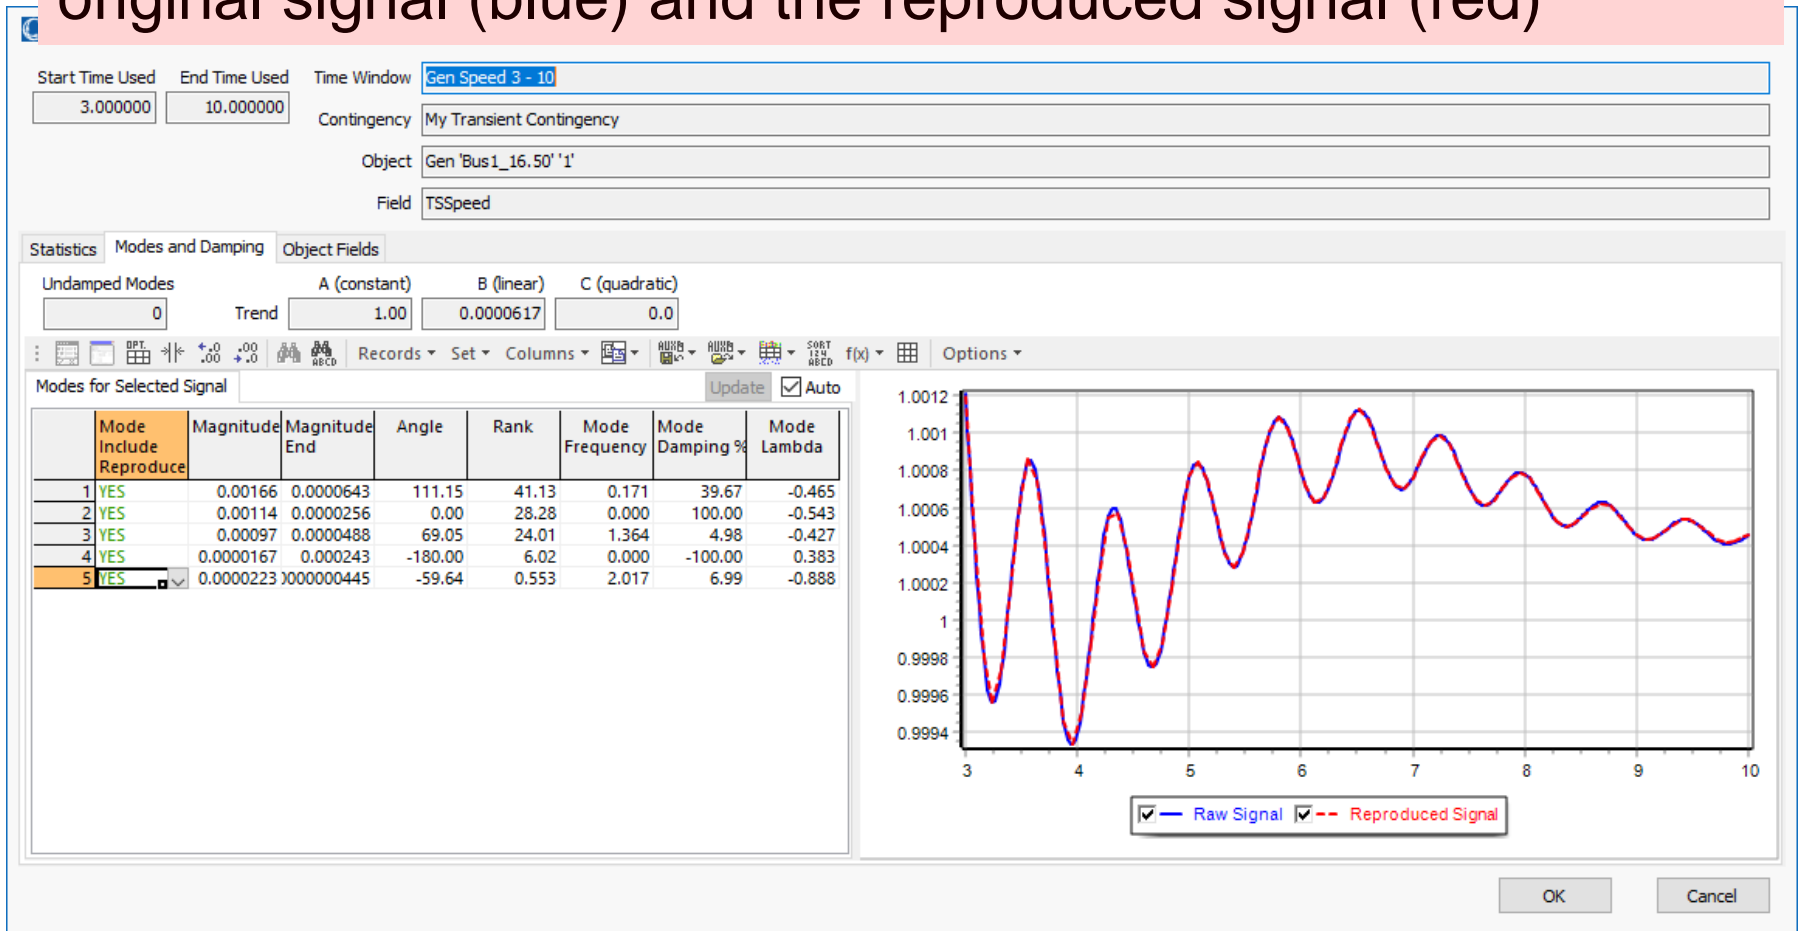 original signal (blue) and the reproduced signal (red)
Start Time Used End Time Used Time Window Gen Speed 3 - 10
3.000000 10.000000
Contingency My Transient Contingency
Object Gen 'Bus1_16.50' '1'
Field TSSpeed
Statistics Modes and Damping Object Fields
Undamped Modes A (constant) B (linear) C (quadratic)
0 Trend 1.00 0.0000617 0.0
Records Set Columns SORT 124 ABED f(x) Options
Modes for Selected Signal Update Auto
Mode Include Reproduce Magnitude Magnitude End Angle Rank Mode Frequency Mode Damping % Mode Lambda
1 YES 0.00166 0.0000643 111.15 41.13 0.171 39.67 -0.465
2 YES 0.00114 0.0000256 0.00 28.28 0.000 100.00 -0.543
3 YES 0.00097 0.0000488 69.05 24.01 1.364 4.98 -0.427
4 YES 0.0000167 0.000243 -180.00 6.02 0.000 -100.00 0.383
5 YES 0.0000223 0000000445 -59.64 0.553 2.017 6.99 -0.888
1.0012
1.001
1.0008
1.0006
1.0004
1.0002
1
0.9998
0.9996
0.9994
3 4 5 6 7 8 9 10
Raw Signal Reproduced Signal
OK Cancel